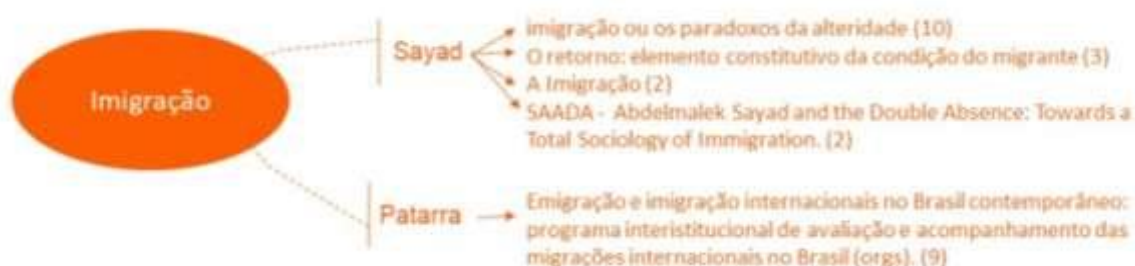 Imigração
Sayad
imigração ou os paradoxos da alteridade (10)
O retorno: elemento constitutivo da condição do migrante (3)
A Imigração (2)
SAADA - Abdelmalek Sayad and the Double Absence: Towards a
Total Sociology of Immigration. (2)
Patarra
Emigração e imigração internacionais no Brasil contemporâneo:
programa interistitucional de avaliação e acompanhamento das
migrações internacionais no Brasil (orgs). (9)